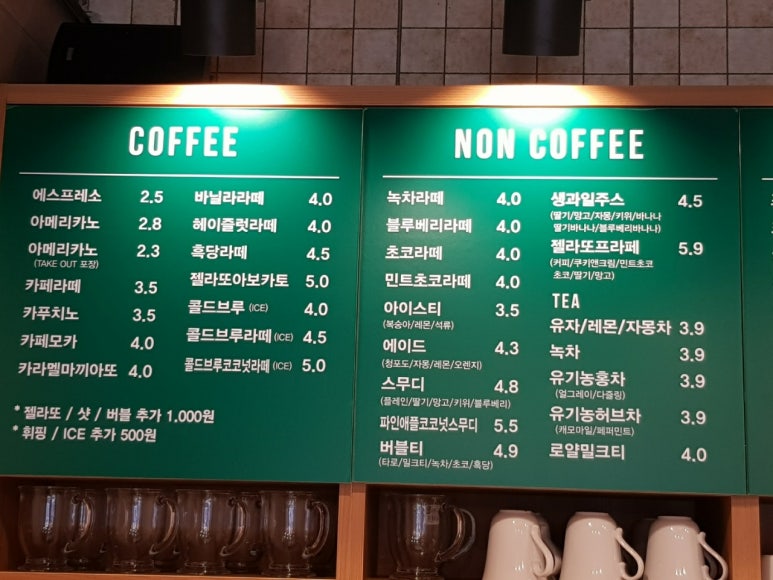 COFFEE
에스프레소 2.5
아메리카노 2.8
아메리카노 2.3
(TAKE OUT 포장)
카페라떼 3.5
카푸치노 3.5
카페모카 4.0
카라멜마끼아또 4.0
바닐라라떼 4.0
헤이즐럿라떼 4.0
흑당라떼 4.5
젤라또아보카토 5.0
콜드브루 (ICE) 4.0
콜드브루라떼 (ICE) 4.5
콜드브루코코넛라떼 (ICE) 5.0
* 젤라또 / 샷 / 버블 추가 1,000원
* 휘핑 / ICE 추가 500원
NON COFFEE
녹차라떼 4.0
블루베리라떼 4.0
초코라떼 4.0
민트초코라떼 4.0
아이스티 3.5
(복숭아/레몬/석류)
에이드 4.3
(청포도/자몽/레몬/오렌지)
스무디 4.8
(플레인/딸기/망고/키위/블루베리)
파인애플코코넛스무디 5.5
버블티 4.9
(타로/밀크티/녹차/초코/흑당)
생과일주스 4.5
(딸기/망고/자몽/키위/바나나
딸기바나나/블루베리바나나)
젤라또프라페 5.9
(커피/쿠키앤크림/민트초코
초코/딸기/망고)
TEA
유자/레몬/자몽차 3.9
녹차 3.9
유기농홍차 3.9
(얼그레이/다즐링)
유기농허브차 3.9
(캐모마일/페퍼민트)
로얄밀크티 4.0